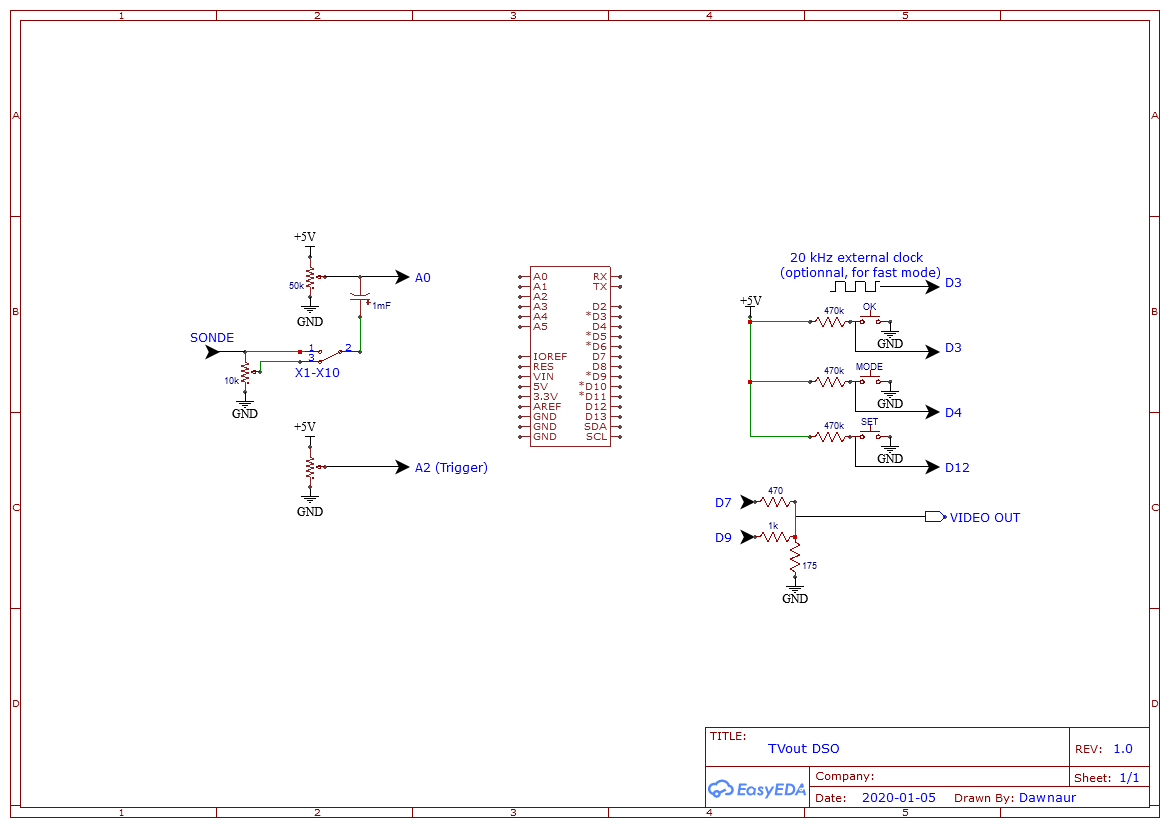 1 2 3 4 5
A A
B B
C C
D D
1 2 3 4 5
+5V
50k
GND
A0
1mF
SONDE
1
3
2
X1-X10
10k
GND
+5V
A2 (Trigger)
GND
A0 RX
A1 TX
A2
A3 D2
A4 *D3
A5 D4
*D5
*D6
IOREF D7
RES D8
VIN *D9
5V *D10
3.3V *D11
AREF D12
GND D13
GND SDA
GND SCL
20 kHz external clock
(optionnal, for fast mode)
D3
+5V
470k
OK
GND
D3
470k
MODE
GND
D4
470k
SET
GND
D12
D7
470
VIDEO OUT
D9
1k
175
GND
TITLE:
TVout DSO
REV: 1.0
EasyEDA
Company:
Sheet: 1/1
Date: 2020-01-05 Drawn By: Dawnaur